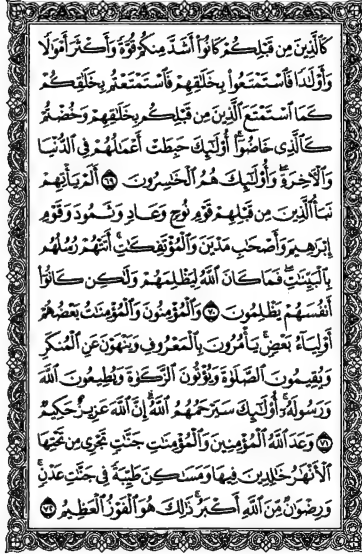 كَٱلَّذِينَ مِن قَبْلِكُمْ كَانُوٓا۟ أَشَدَّ مِنكُمْ قُوَّةً وَأَكْثَرَ أَمْوَٰلًا
وَأَوْلَٰدًا فَٱسْتَمْتَعُوا۟ بِخَلَٰقِهِمْ فَٱسْتَمْتَعْتُم بِخَلَٰقِكُمْ
كَمَا ٱسْتَمْتَعَ ٱلَّذِينَ مِن قَبْلِكُم بِخَلَٰقِهِمْ وَخُضْتُمْ
كَٱلَّذِى خَاضُوٓا۟ أُو۟لَٰٓئِكَ حَبِطَتْ أَعْمَٰلُهُمْ فِى ٱلدُّنْيَا
وَٱلْءَاخِرَةِ وَأُو۟لَٰٓئِكَ هُمُ ٱلْخَٰسِرُونَ ٦٩ أَلَمْ يَأْتِهِمْ
نَبَأُ ٱلَّذِينَ مِن قَبْلِهِمْ قَوْمِ نُوحٍ وَعَادٍ وَثَمُودَ وَقَوْمِ
إِبْرَٰهِيمَ وَأَصْحَٰبِ مَدْيَنَ وَٱلْمُؤْتَفِكَٰتِ أَتَتْهُمْ رُسُلُهُم
بِٱلْبَيِّنَٰتِ فَمَا كَانَ ٱللَّهُ لِيَظْلِمَهُمْ وَلَٰكِن كَانُوٓا۟
أَنفُسَهُمْ يَظْلِمُونَ ٧٠ وَٱلْمُؤْمِنُونَ وَٱلْمُؤْمِنَٰتُ بَعْضُهُمْ
أَوْلِيَآءُ بَعْضٍ يَأْمُرُونَ بِٱلْمَعْرُوفِ وَيَنْهَوْنَ عَنِ ٱلْمُنكَرِ
وَيُقِيمُونَ ٱلصَّلَوٰةَ وَيُؤْتُونَ ٱلزَّكَوٰةَ وَيُطِيعُونَ ٱللَّهَ
وَرَسُولَهُۥٓ أُو۟لَٰٓئِكَ سَيَرْحَمُهُمُ ٱللَّهُ إِنَّ ٱللَّهَ عَزِيزٌ حَكِيمٌ
٧١ وَعَدَ ٱللَّهُ ٱلْمُؤْمِنِينَ وَٱلْمُؤْمِنَٰتِ جَنَّٰتٍ تَجْرِى مِن تَحْتِهَا
ٱلْأَنْهَٰرُ خَٰلِدِينَ فِيهَا وَمَسَٰكِنَ طَيِّبَةً فِى جَنَّٰتِ عَدْنٍ
وَرِضْوَٰنٌ مِّنَ ٱللَّهِ أَكْبَرُ ذَٰلِكَ هُوَ ٱلْفَوْزُ ٱلْعَظِيمُ ٧٢